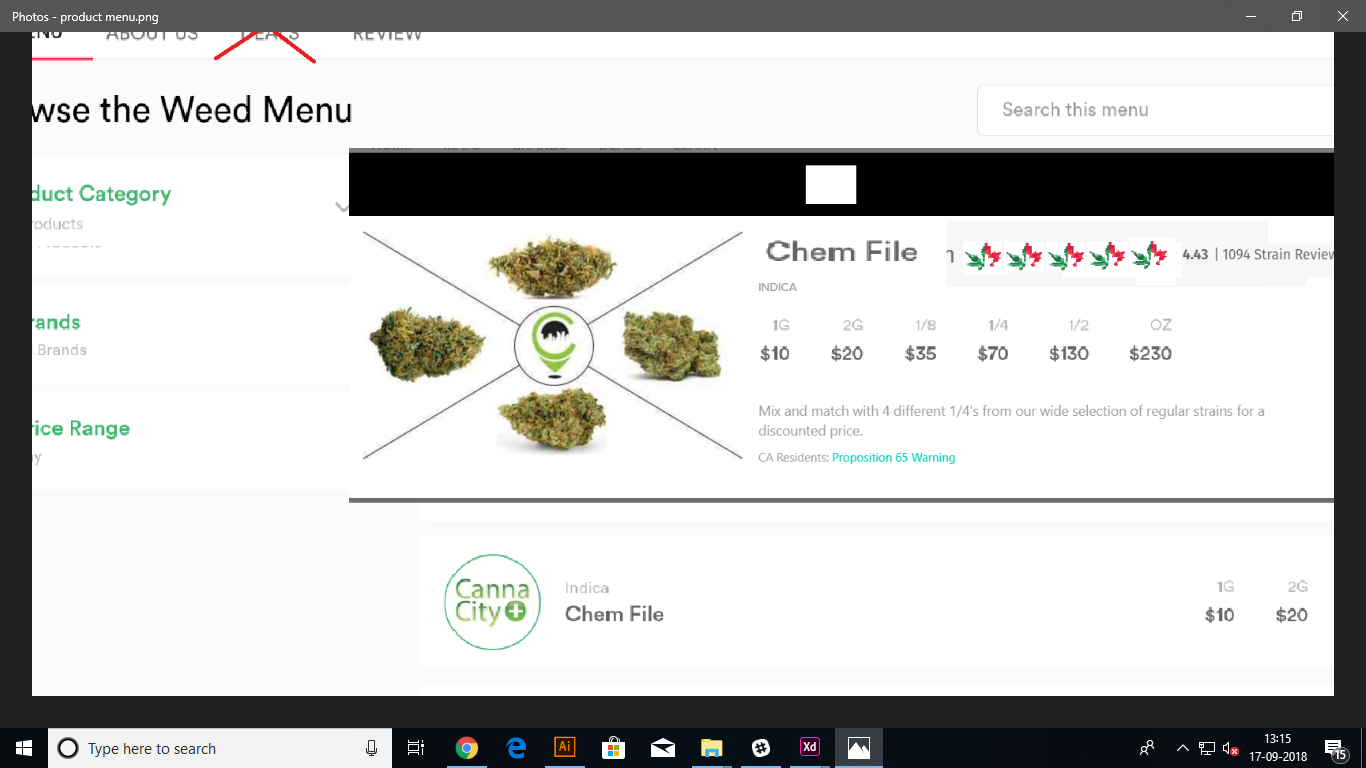 Photos - product menu.png
ENU ABOUT US DEALS REVIEW
wse the Weed Menu
Search this menu
duct Category
roducts
rands
Brands
rice Range
y
Chem File
4.43 | 1094 Strain Review
INDICA
1G 2G 1/8 1/4 1/2 OZ
$10 $20 $35 $70 $130 $230
Mix and match with 4 different 1/4's from our wide selection of regular strains for a
discounted price.
CA Residents: Proposition 65 Warning
Canna
City
Indica
Chem File
1G 2G
$10 $20
Type here to search
Ai
Xd
13:15
17-09-2018
15